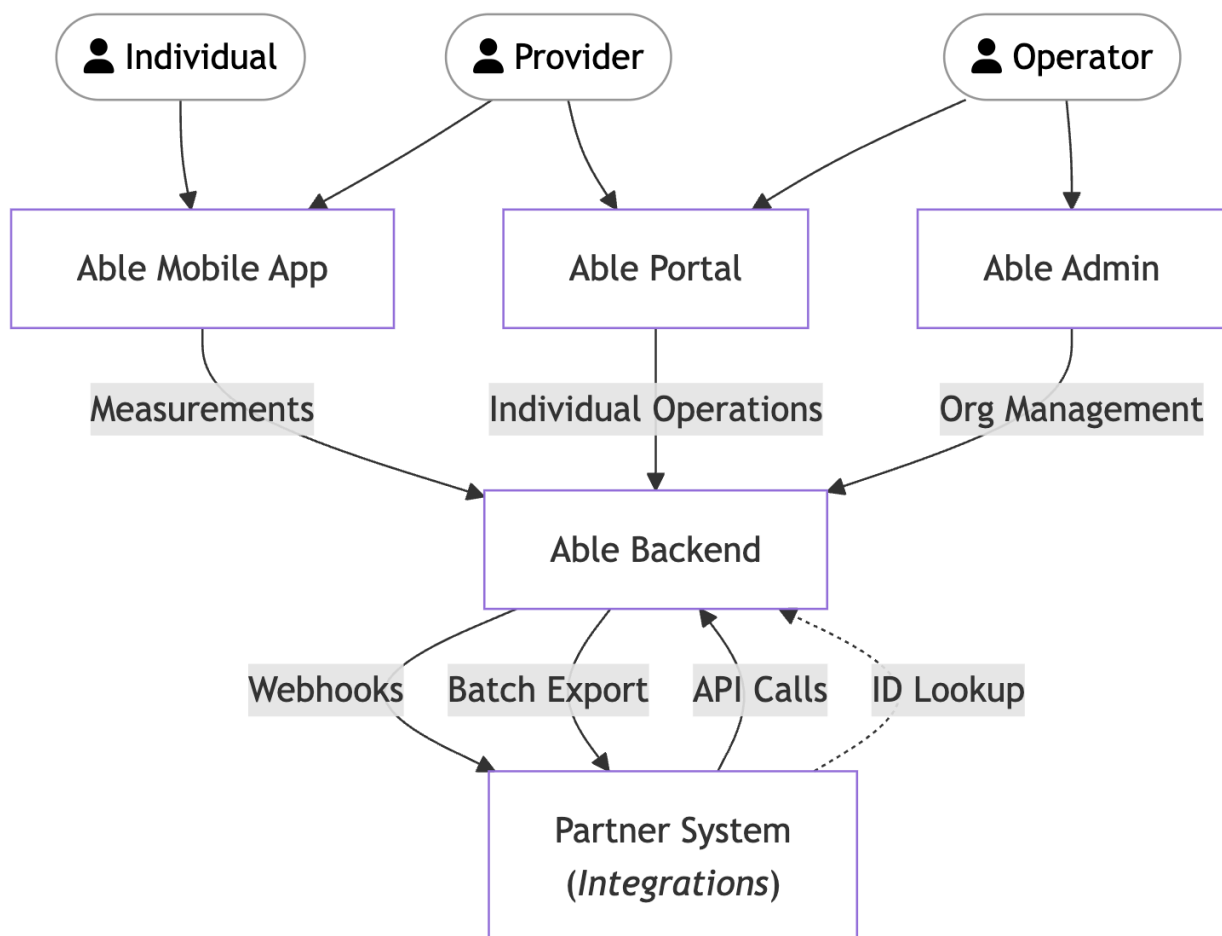 Individual
Provider
Operator
Able Mobile App
Able Portal
Able Admin
Measurements
Individual Operations
Org Management
Able Backend
Webhooks
Batch Export
API Calls
ID Lookup
Partner System
(Integrations)